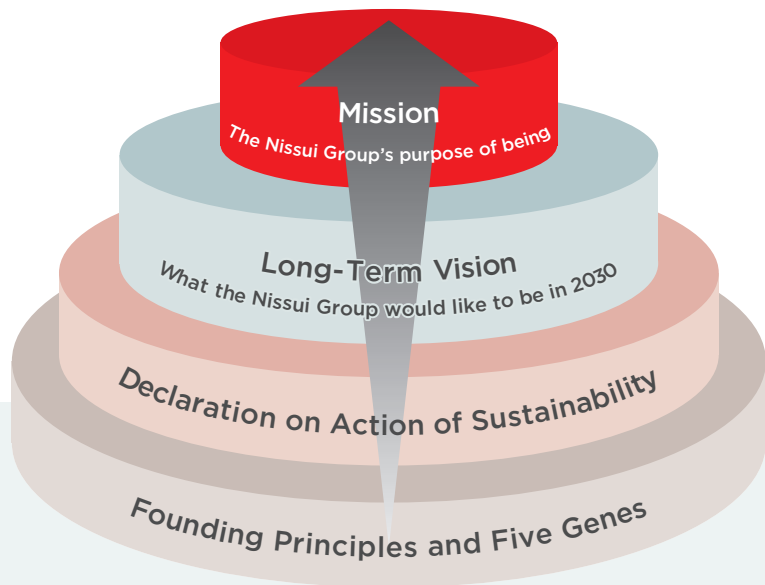 Mission
The Nissui Group's purpose of being
Long-Term Vision
What the Nissui Group would like to be in 2030
Declaration on Action of Sustainability
Founding Principles and Five Genes